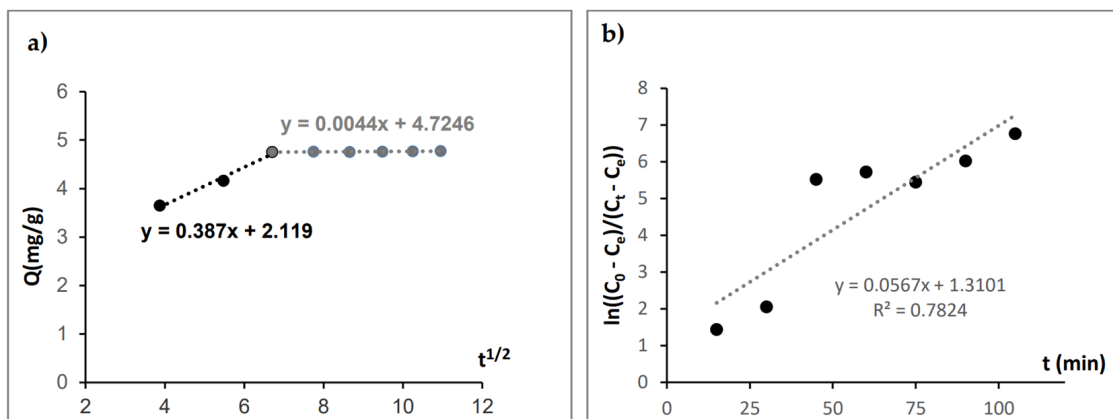 a)
6
5
4
3
2
1
0
Q(mg/g)
y = 0.0044x + 4.7246
y = 0.387x + 2.119
t^1/2
2 4 6 8 10 12
b)
8
7
6
5
4
3
2
1
0
ln((C₀ - Cₑ)/(Cₜ - Cₑ))
y = 0.0567x + 1.3101
R² = 0.7824
t (min)
0 25 50 75 100